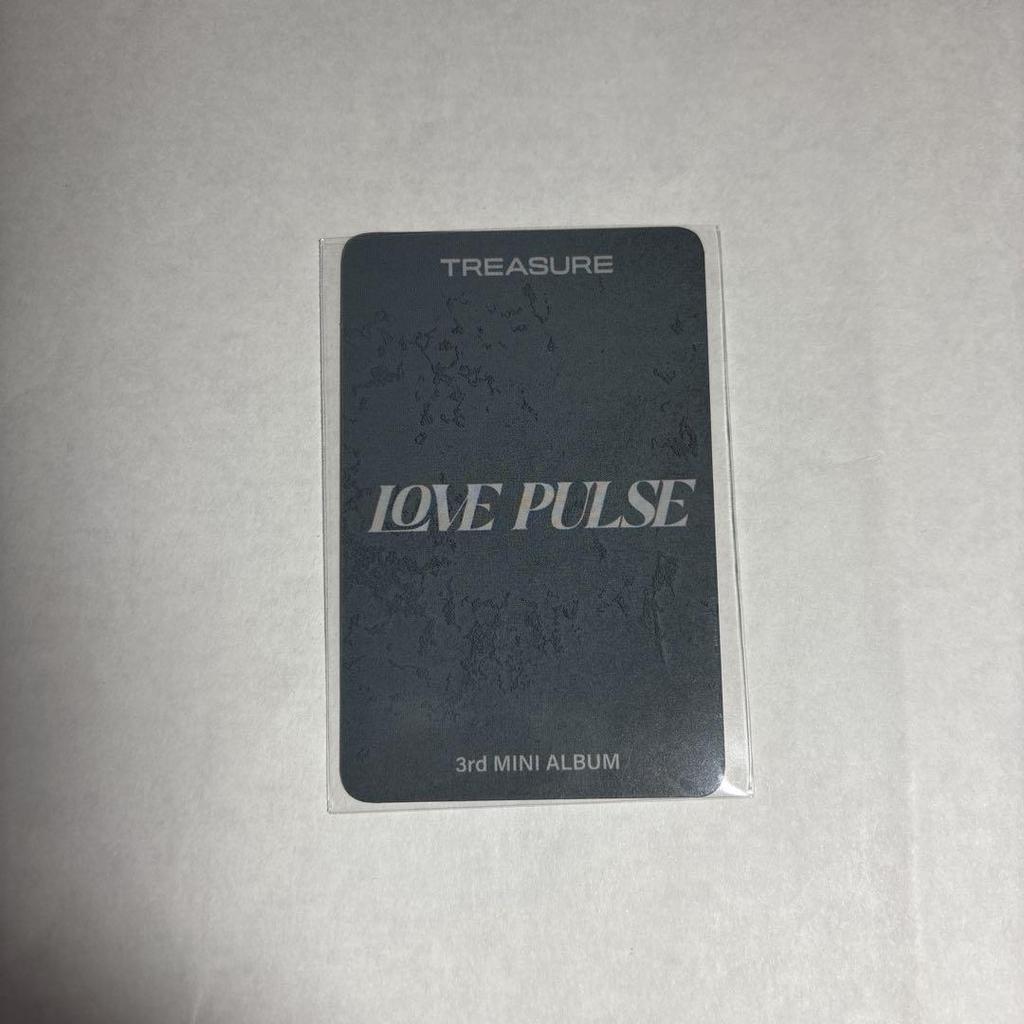 TREASURE
LOVE PULSE
3rd MINI ALBUM